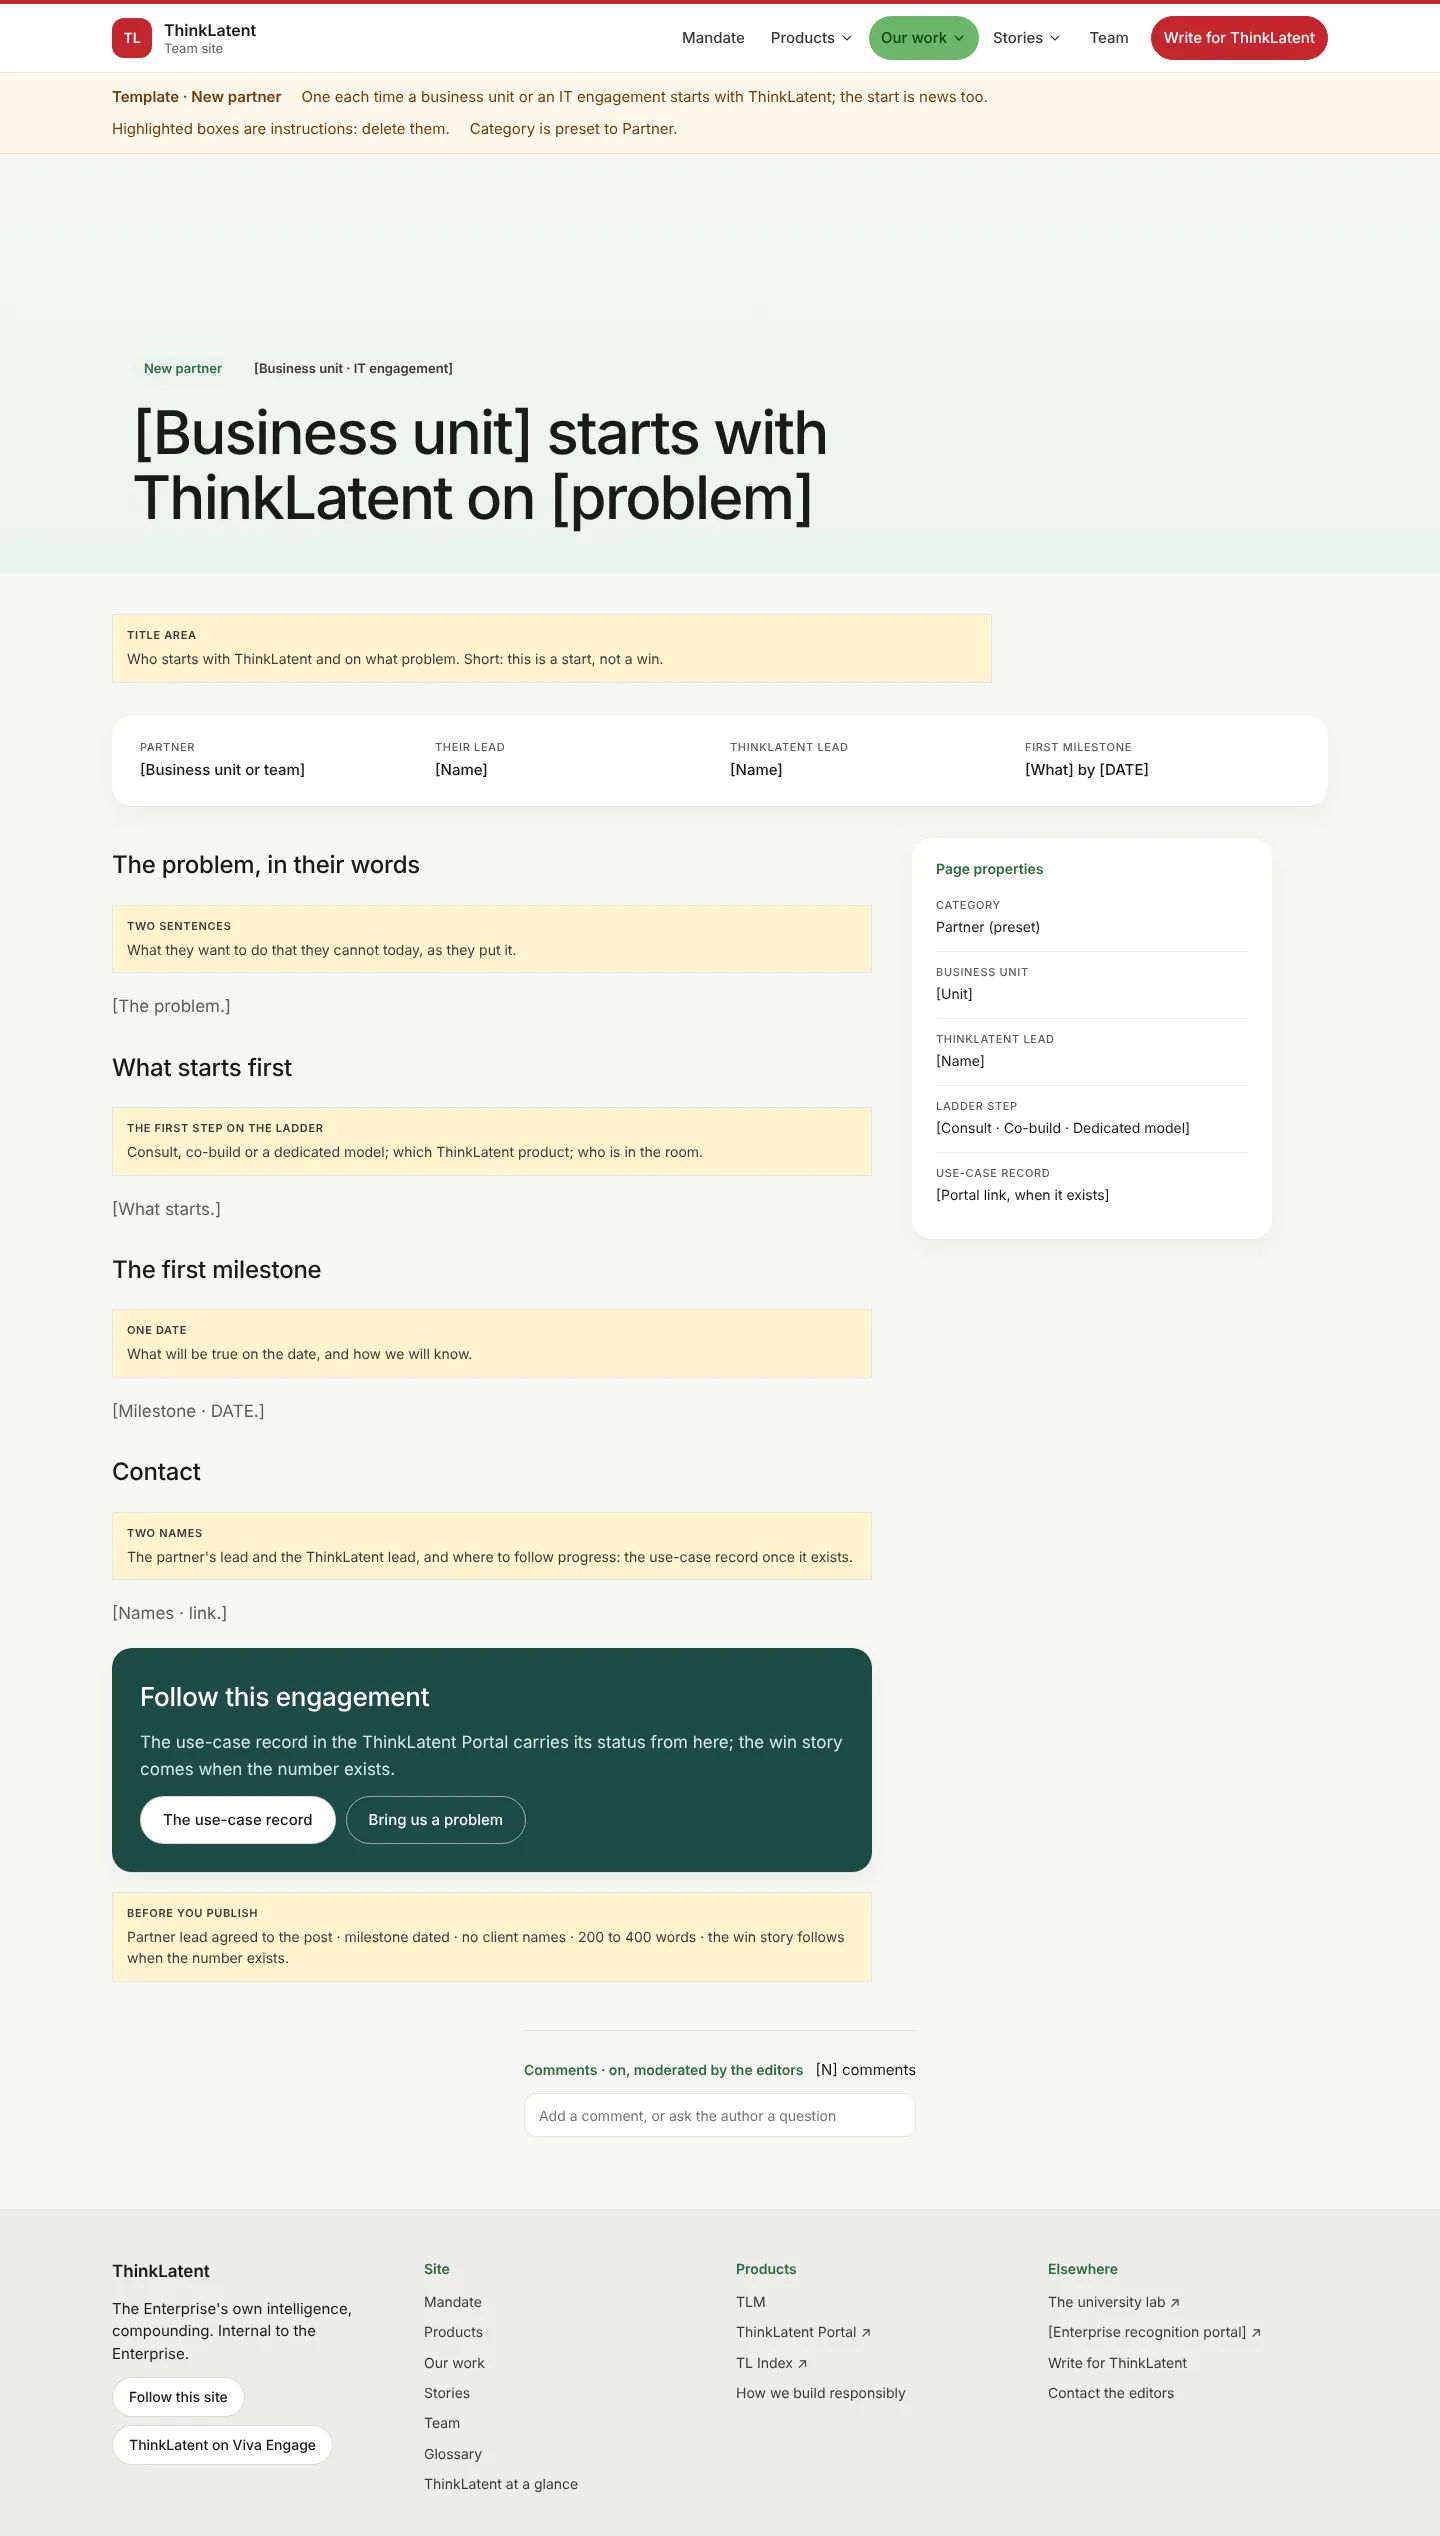 TL
ThinkLatent
Team site
Mandate
Products
Our work
Stories
Team
Write for ThinkLatent
Template · New partner
One each time a business unit or an IT engagement starts with ThinkLatent; the start is news too.
Highlighted boxes are instructions: delete them.
Category is preset to Partner.
New partner
[Business unit · IT engagement]
[Business unit] starts with
ThinkLatent on [problem]
TITLE AREA
Who starts with ThinkLatent and on what problem. Short: this is a start, not a win.
PARTNER
[Business unit or team]
THEIR LEAD
[Name]
THINKLATENT LEAD
[Name]
FIRST MILESTONE
[What] by [DATE]
The problem, in their words
TWO SENTENCES
What they want to do that they cannot today, as they put it.
[The problem.]
What starts first
THE FIRST STEP ON THE LADDER
Consult, co-build or a dedicated model; which ThinkLatent product; who is in the room.
[What starts.]
The first milestone
ONE DATE
What will be true on the date, and how we will know.
[Milestone · DATE.]
Contact
TWO NAMES
The partner's lead and the ThinkLatent lead, and where to follow progress: the use-case record once it exists.
[Names · link.]
Follow this engagement
The use-case record in the ThinkLatent Portal carries its status from here; the win story
comes when the number exists.
The use-case record
Bring us a problem
BEFORE YOU PUBLISH
Partner lead agreed to the post · milestone dated · no client names · 200 to 400 words · the win story follows
when the number exists.
Page properties
CATEGORY
Partner (preset)
BUSINESS UNIT
[Unit]
THINKLATENT LEAD
[Name]
LADDER STEP
[Consult · Co-build · Dedicated model]
USE-CASE RECORD
[Portal link, when it exists]
Comments · on, moderated by the editors
[N] comments
Add a comment, or ask the author a question
ThinkLatent
The Enterprise's own intelligence,
compounding. Internal to the
Enterprise.
Follow this site
ThinkLatent on Viva Engage
Site
Mandate
Products
Our work
Stories
Team
Glossary
ThinkLatent at a glance
Products
TLM
ThinkLatent Portal ↗
TL Index ↗
How we build responsibly
Elsewhere
The university lab ↗
[Enterprise recognition portal] ↗
Write for ThinkLatent
Contact the editors